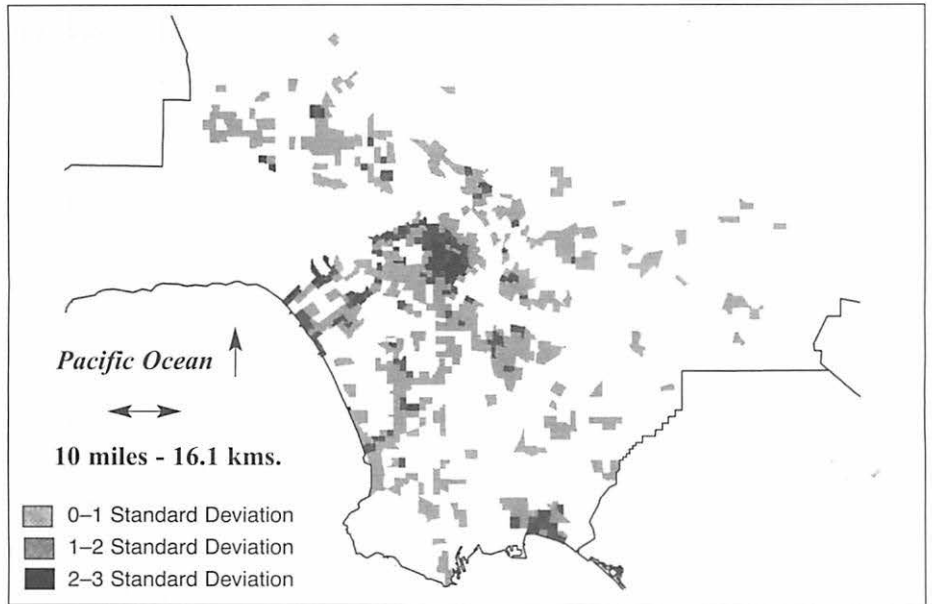 Pacific Ocean
10 miles - 16.1 kms.
0–1 Standard Deviation
1–2 Standard Deviation
2–3 Standard Deviation